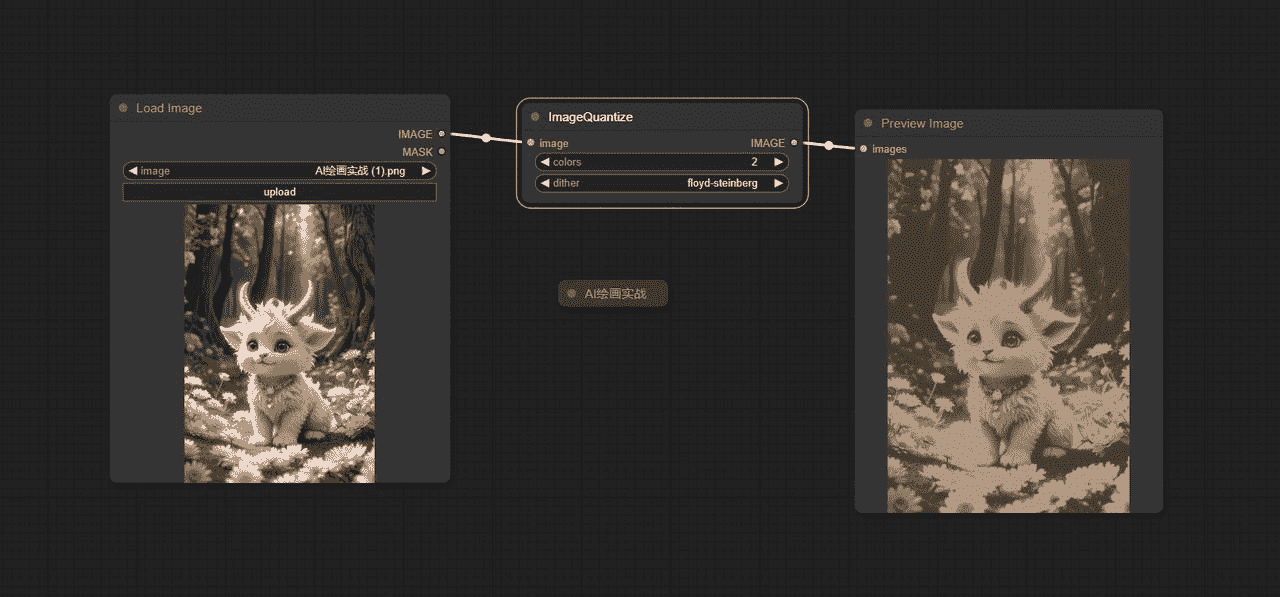 Load Image
IMAGE
MASK
image AI绘画实战 (1).png
upload
ImageQuantize
image IMAGE
colors 2
dither floyd-steinberg
AI绘画实战
Preview Image
images